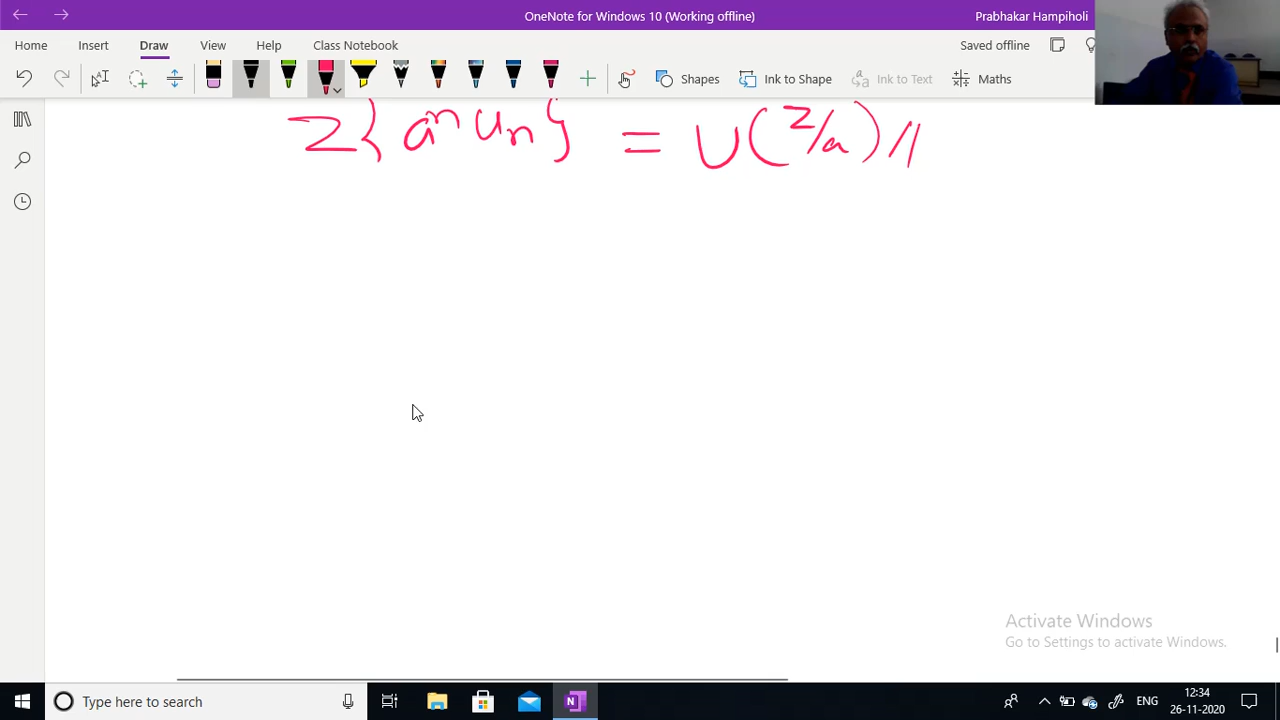 OneNote for Windows 10 (Working offline)
Prabhakar Hampiholi
Home Insert Draw View Help Class Notebook
Saved offline
Shapes Ink to Shape Ink to Text Maths
Z{aⁿ uₙ} = U(z/a) //
Activate Windows
Go to Settings to activate Windows.
Type here to search
ENG
12:34
26-11-2020